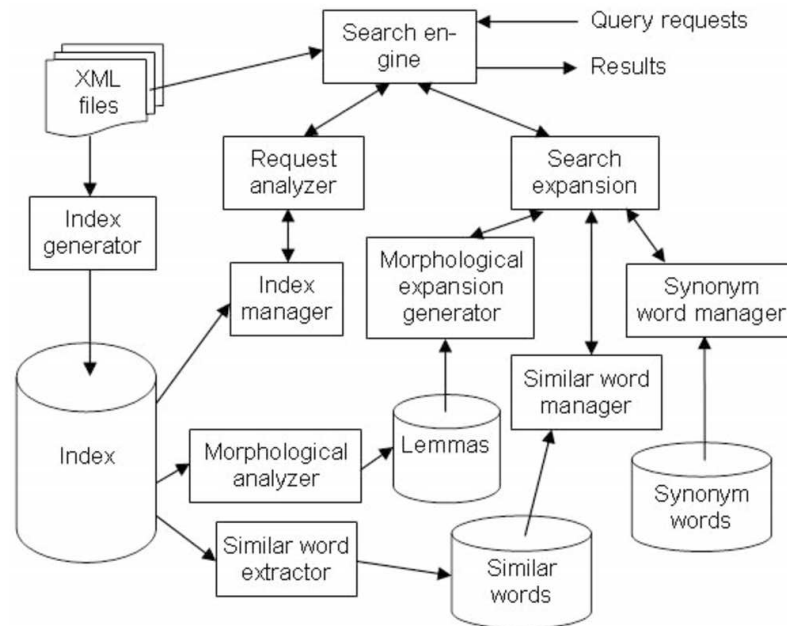 Query requests
Search en-
gine
Results
XML
files
Request
analyzer
Search
expansion
Index
generator
Index
manager
Morphological
expansion
generator
Synonym
word manager
Similar word
manager
Index
Morphological
analyzer
Lemmas
Synonym
words
Similar word
extractor
Similar
words